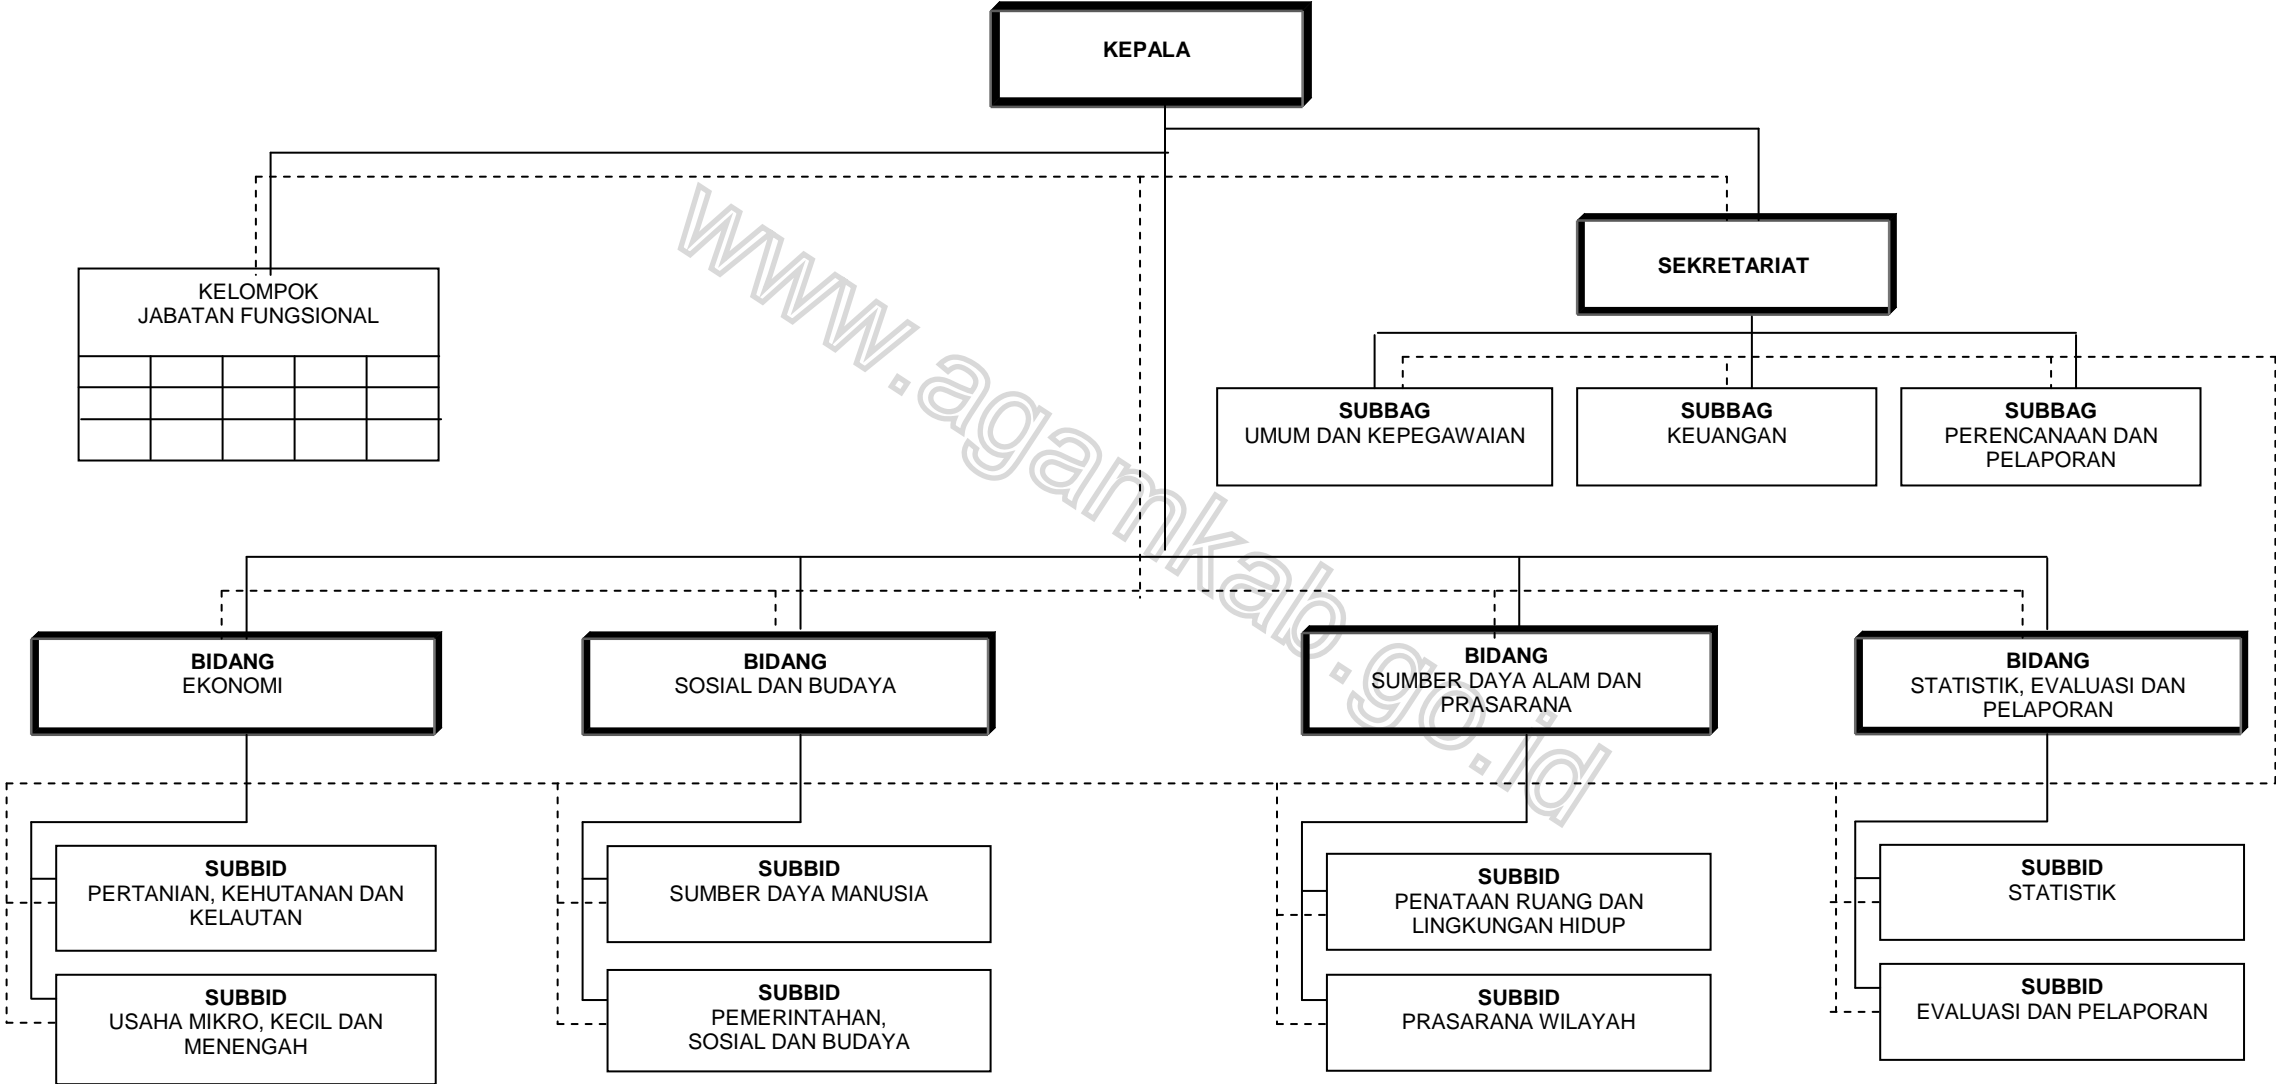 KEPALA
SEKRETARIAT
KELOMPOK
JABATAN FUNGSIONAL
SUBBAG
UMUM DAN KEPEGAWAIAN
SUBBAG
KEUANGAN
SUBBAG
PERENCANAAN DAN
PELAPORAN
www.agamkab.go.id
BIDANG
EKONOMI
BIDANG
SOSIAL DAN BUDAYA
BIDANG
SUMBER DAYA ALAM DAN
PRASARANA
BIDANG
STATISTIK, EVALUASI DAN
PELAPORAN
SUBBID
PERTANIAN, KEHUTANAN DAN
KELAUTAN
SUBBID
USAHA MIKRO, KECIL DAN
MENENGAH
SUBBID
SUMBER DAYA MANUSIA
SUBBID
PEMERINTAHAN,
SOSIAL DAN BUDAYA
SUBBID
PENATAAN RUANG DAN
LINGKUNGAN HIDUP
SUBBID
PRASARANA WILAYAH
SUBBID
STATISTIK
SUBBID
EVALUASI DAN PELAPORAN